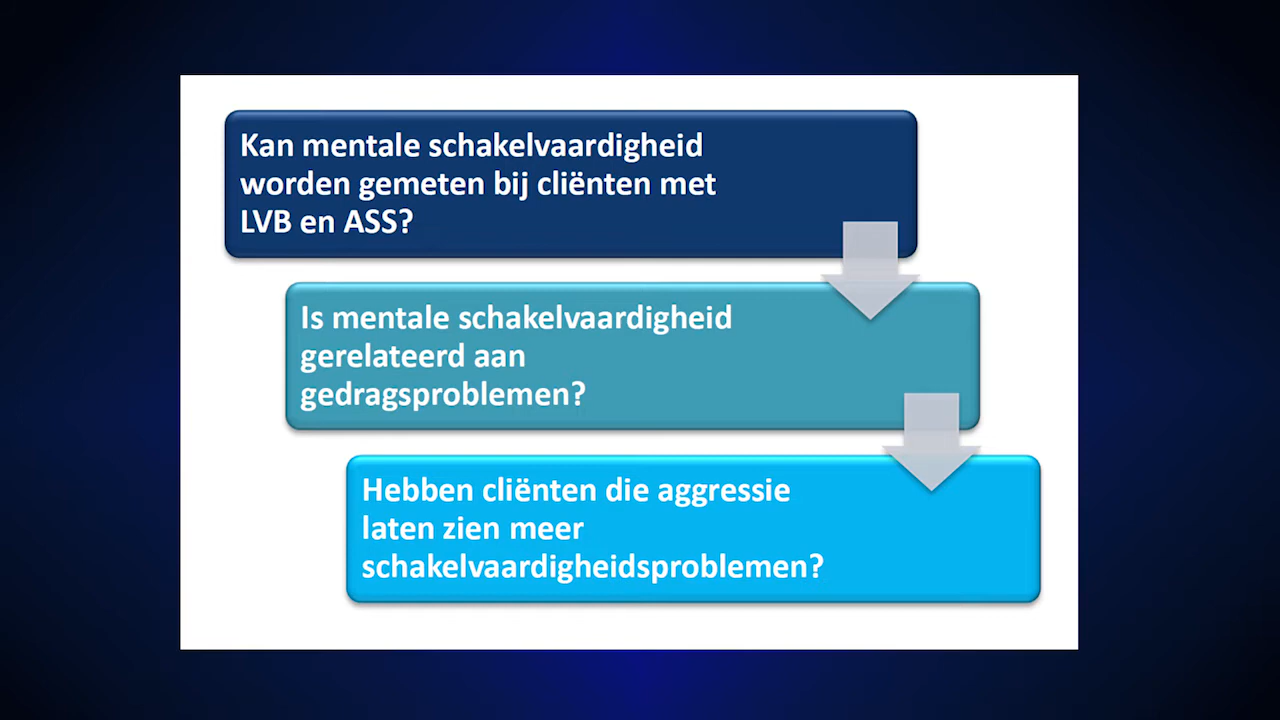 Kan mentale schakelvaardigheid
worden gemeten bij cliënten met
LVB en ASS?
Is mentale schakelvaardigheid
gerelateerd aan
gedragsproblemen?
Hebben cliënten die aggressie
laten zien meer
schakelvaardigheidsproblemen?